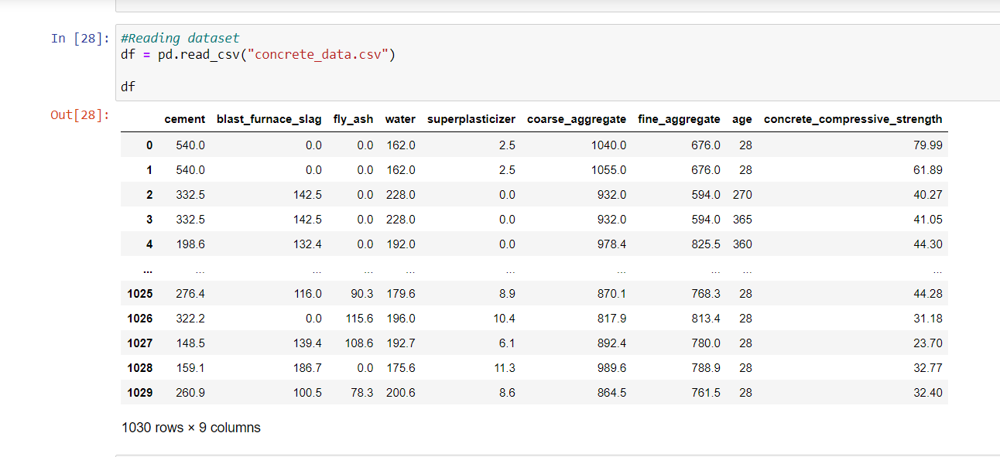 In [28]: #Reading dataset
df = pd.read_csv("concrete_data.csv")
df
Out[28]:
cement blast_furnace_slag fly_ash water superplasticizer coarse_aggregate fine_aggregate age concrete_compressive_strength
0 540.0 0.0 0.0 162.0 2.5 1040.0 676.0 28 79.99
1 540.0 0.0 0.0 162.0 2.5 1055.0 676.0 28 61.89
2 332.5 142.5 0.0 228.0 0.0 932.0 594.0 270 40.27
3 332.5 142.5 0.0 228.0 0.0 932.0 594.0 365 41.05
4 198.6 132.4 0.0 192.0 0.0 978.4 825.5 360 44.30
... ... ... ... ... ... ... ... ... ...
1025 276.4 116.0 90.3 179.6 8.9 870.1 768.3 28 44.28
1026 322.2 0.0 115.6 196.0 10.4 817.9 813.4 28 31.18
1027 148.5 139.4 108.6 192.7 6.1 892.4 780.0 28 23.70
1028 159.1 186.7 0.0 175.6 11.3 989.6 788.9 28 32.77
1029 260.9 100.5 78.3 200.6 8.6 864.5 761.5 28 32.40
1030 rows × 9 columns